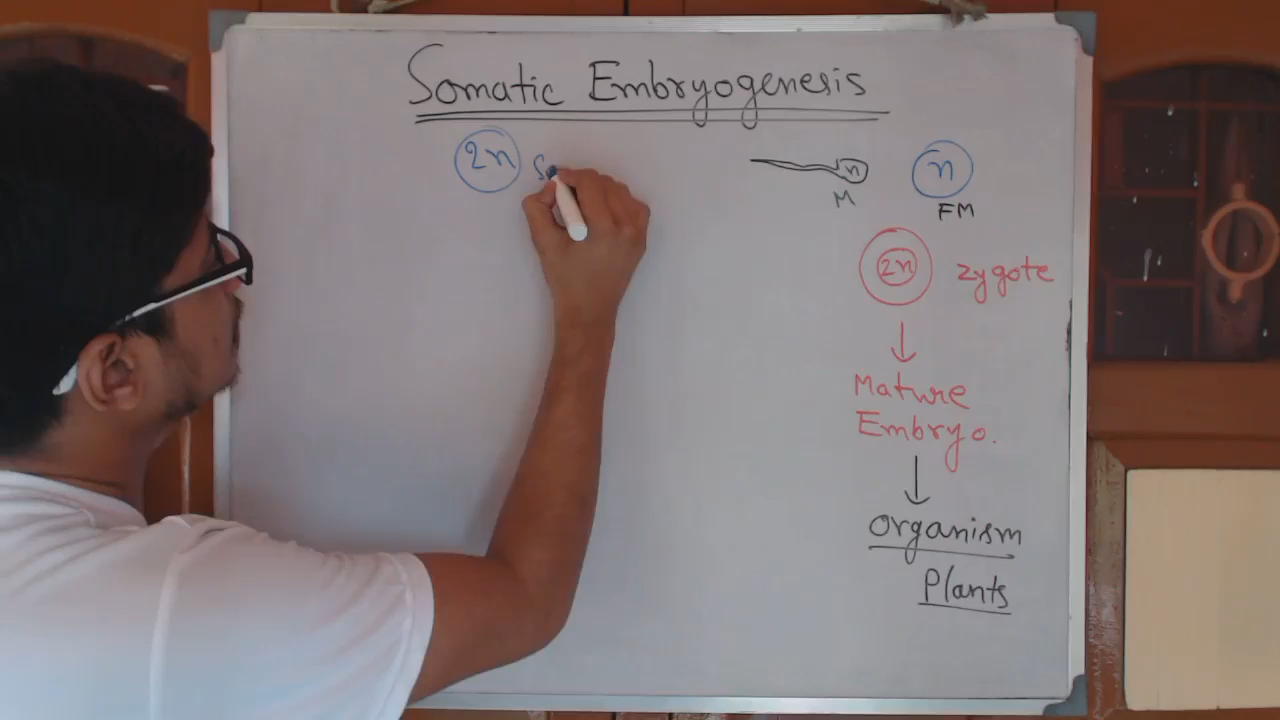 Somatic Embryogenesis
2n S
n n
M FM
2n zygote
Mature
Embryo.
Organism
Plants